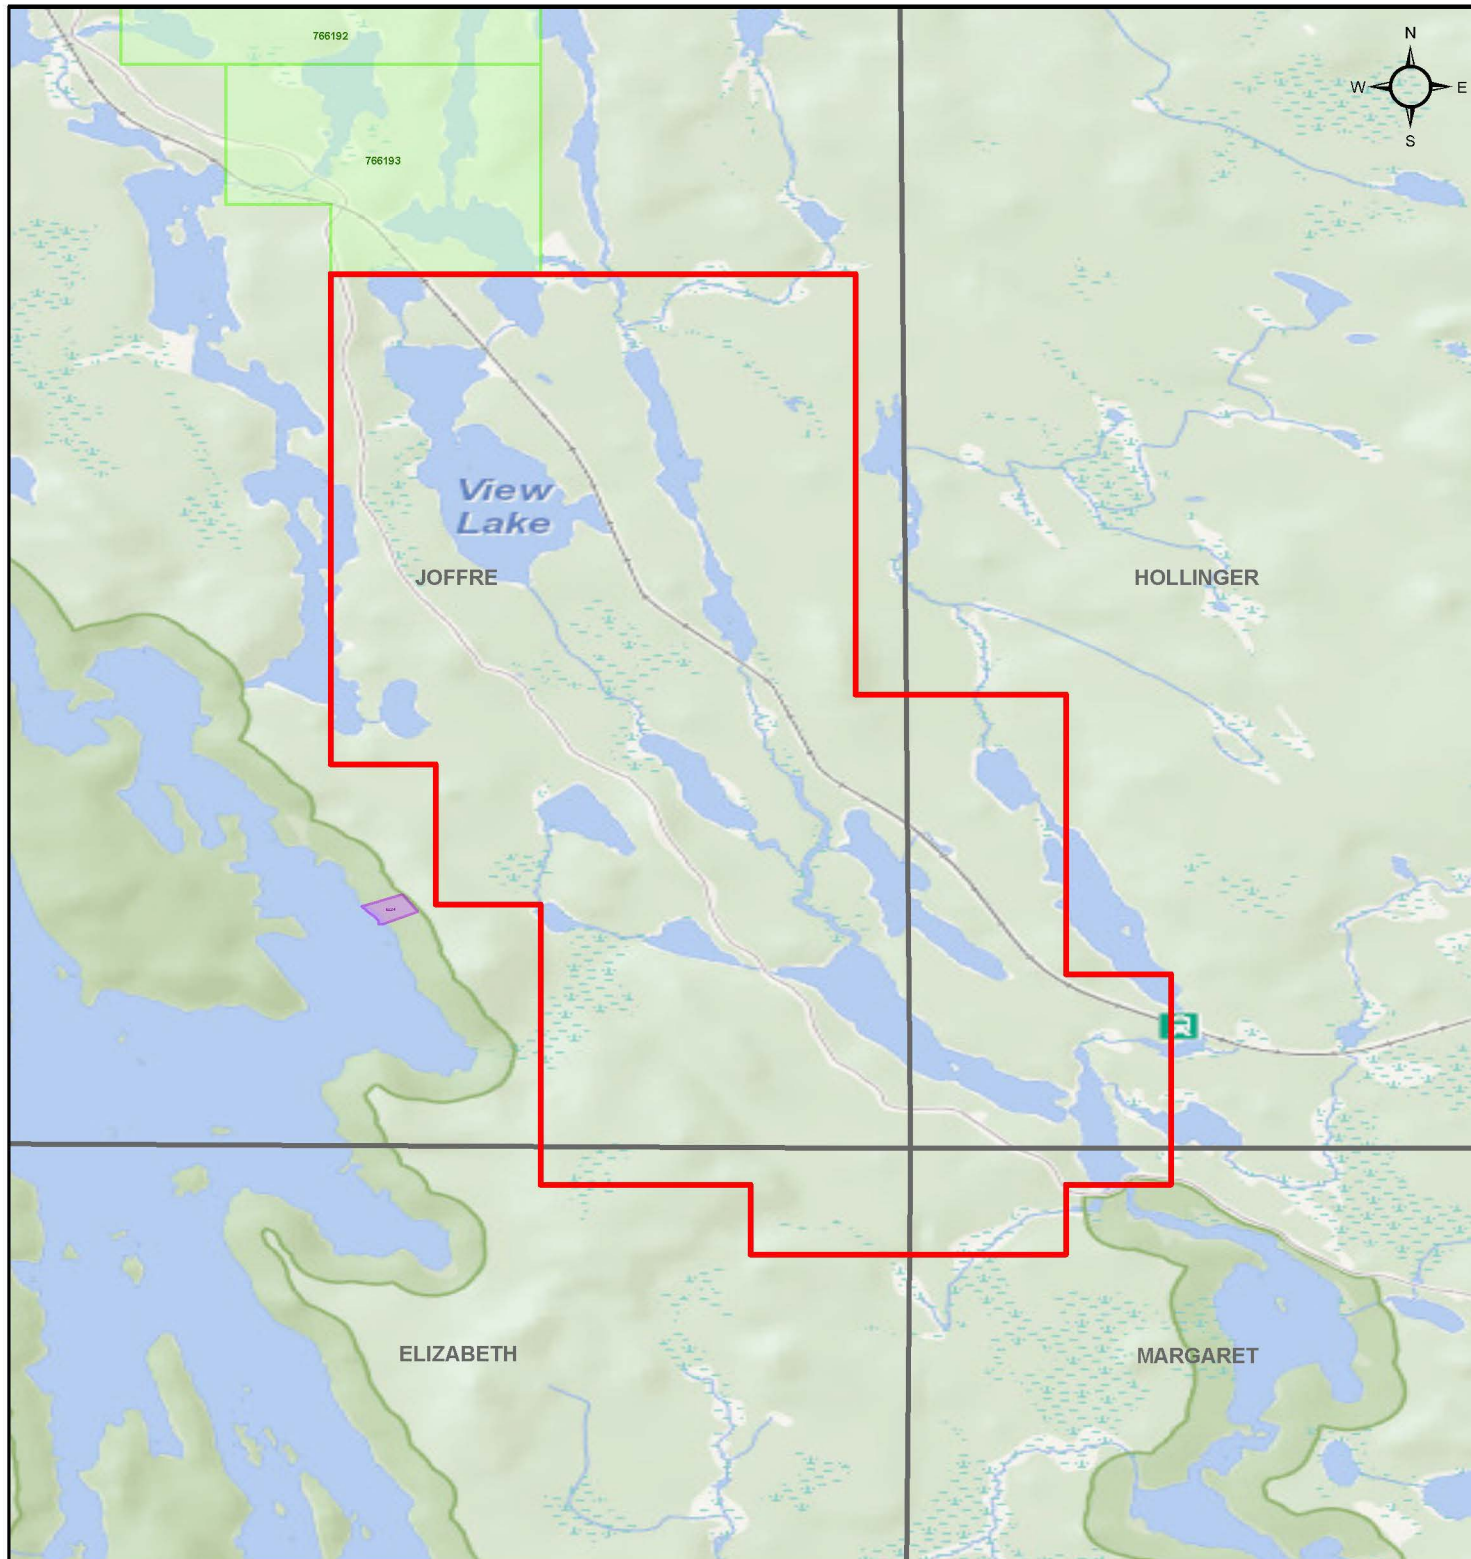 766192
N
W
E
S
766193
View
Lake
JOFFRE
HOLLINGER
ELIZABETH
MARGARET